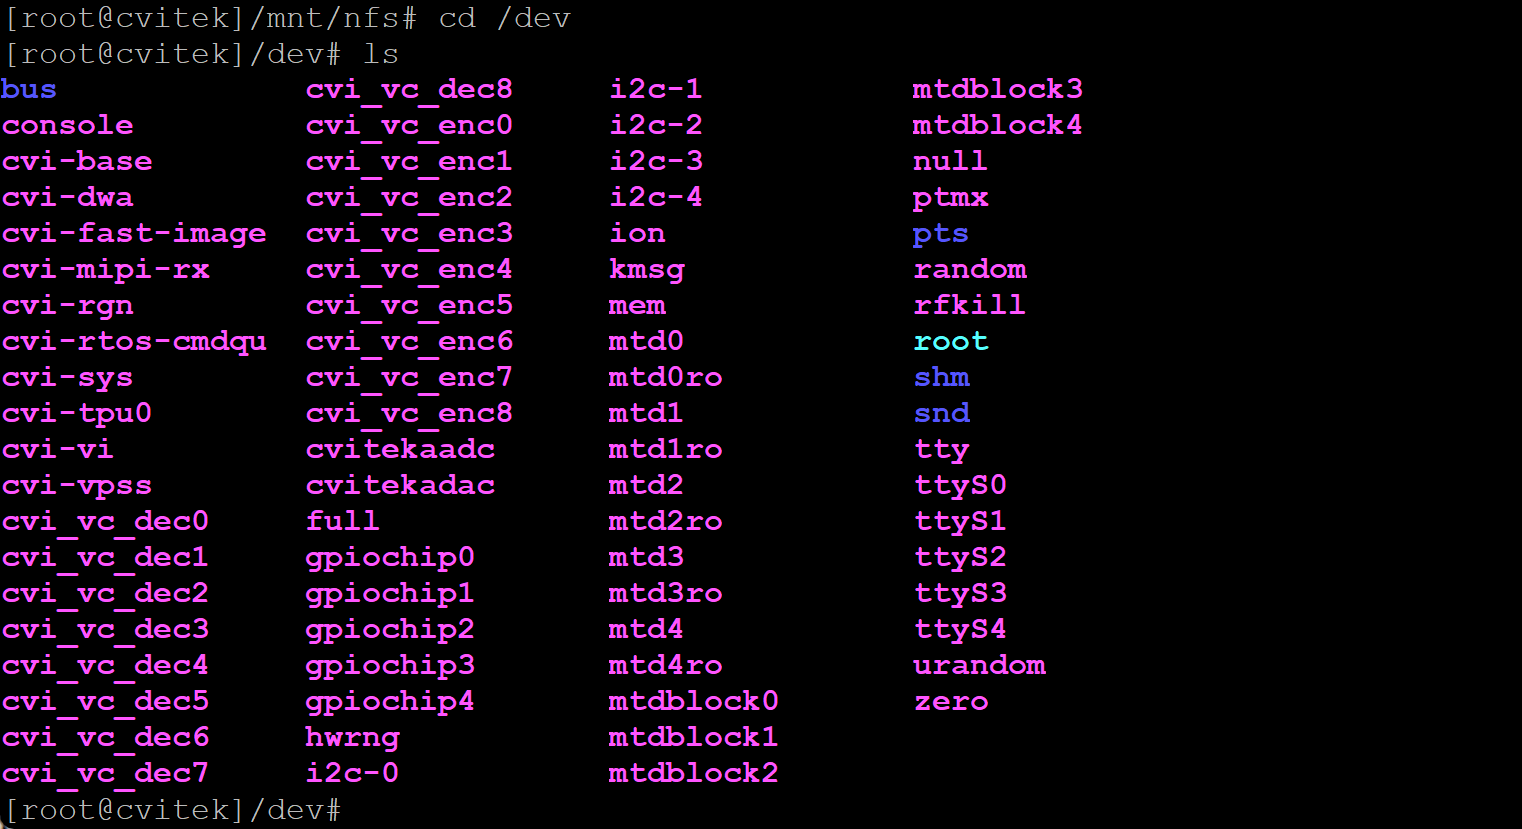 [root@cvitek]/mnt/nfs# cd /dev
[root@cvitek]/dev# ls
bus cvi_vc_dec8 i2c-1 mtdblock3
console cvi_vc_enc0 i2c-2 mtdblock4
cvi-base cvi_vc_enc1 i2c-3 null
cvi-dwa cvi_vc_enc2 i2c-4 ptmx
cvi-fast-image cvi_vc_enc3 ion pts
cvi-mipi-rx cvi_vc_enc4 kmsg random
cvi-rgn cvi_vc_enc5 mem rfkill
cvi-rtos-cmdqu cvi_vc_enc6 mtd0 root
cvi-sys cvi_vc_enc7 mtd0ro shm
cvi-tpu0 cvi_vc_enc8 mtd1 snd
cvi-vi cvitekaadc mtd1ro tty
cvi-vpss cvitekadac mtd2 ttyS0
cvi_vc_dec0 full mtd2ro ttyS1
cvi_vc_dec1 gpiochip0 mtd3 ttyS2
cvi_vc_dec2 gpiochip1 mtd3ro ttyS3
cvi_vc_dec3 gpiochip2 mtd4 ttyS4
cvi_vc_dec4 gpiochip3 mtd4ro urandom
cvi_vc_dec5 gpiochip4 mtdblock0 zero
cvi_vc_dec6 hwrng mtdblock1
cvi_vc_dec7 i2c-0 mtdblock2
[root@cvitek]/dev#